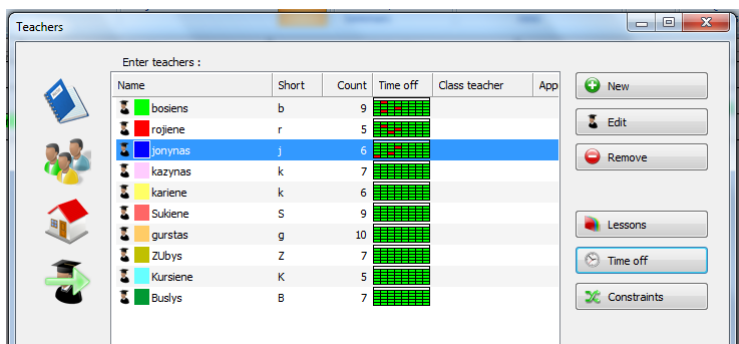 Teachers
Enter teachers :
Name Short Count Time off Class teacher App
bosiens b 9
rojiene r 5
jonynas j 6
kazynas k 7
kariene k 6
Sukiene S 9
gurstas g 10
ZUbys Z 7
Kursiene K 5
Buslys B 7
New
Edit
Remove
Lessons
Time off
Constraints